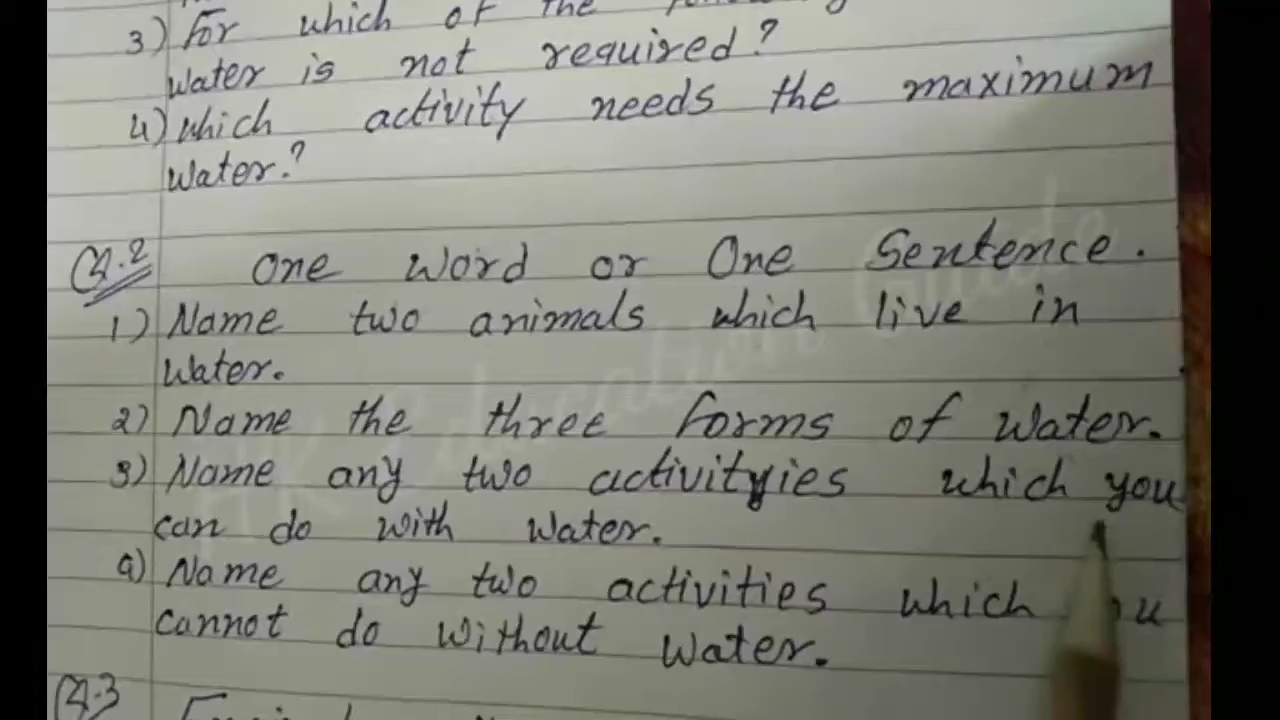 3) For which of the
water is not required?
4) which activity needs the maximum
water.?
Q.2 One Word or One Sentence.
1) Name two animals which live in
water.
2) Name the three forms of water.
3) Name any two activityies which you
can do with water.
a) Name any two activities which
cannot do without water.
Q.3